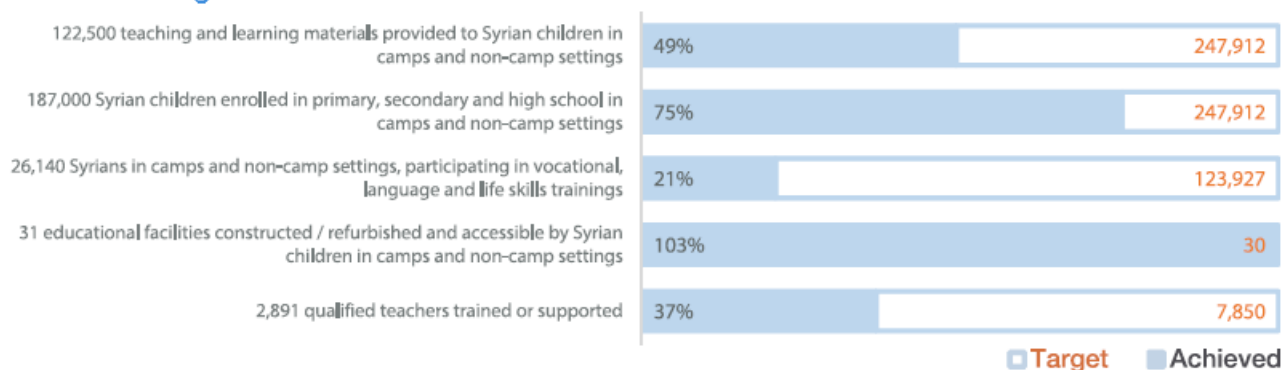 122,500 teaching and learning materials provided to Syrian children in
camps and non-camp settings
49%
247,912
187,000 Syrian children enrolled in primary, secondary and high school in
camps and non-camp settings
75%
247,912
26,140 Syrians in camps and non-camp settings, participating in vocational,
language and life skills trainings
21%
123,927
31 educational facilities constructed / refurbished and accessible by Syrian
children in camps and non-camp settings
103%
30
2,891 qualified teachers trained or supported
37%
7,850
Target
Achieved